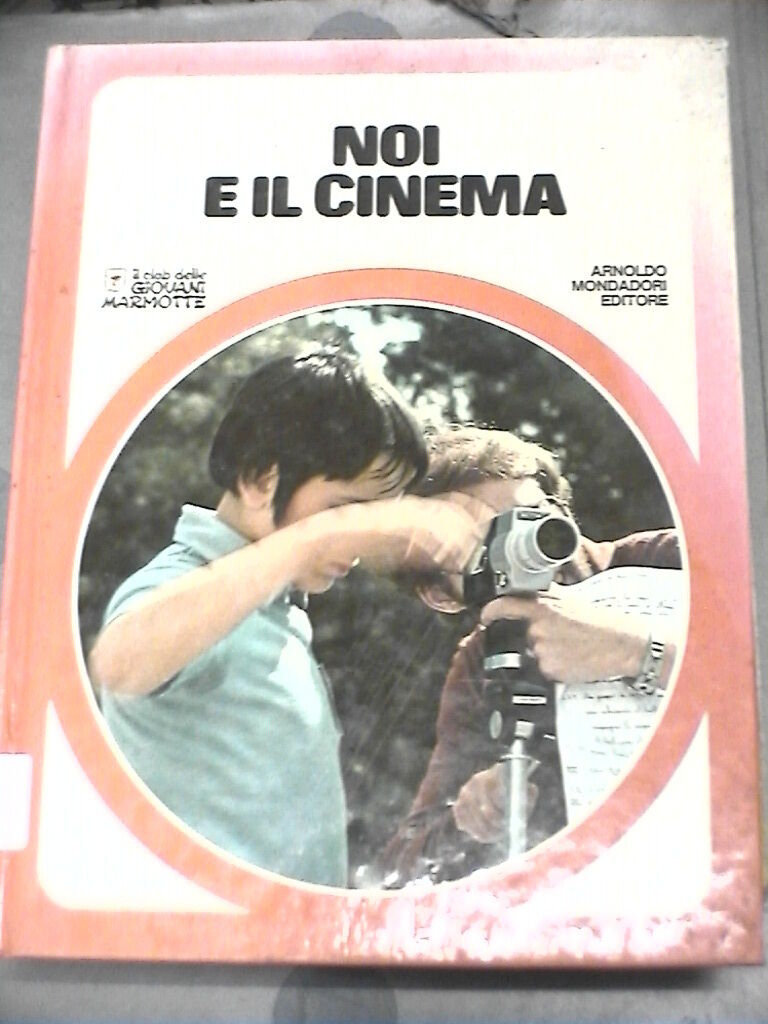 NOI
E IL CINEMA
il club delle
GIOVANI
MARMOTTE
ARNOLDO
MONDADORI
EDITORE